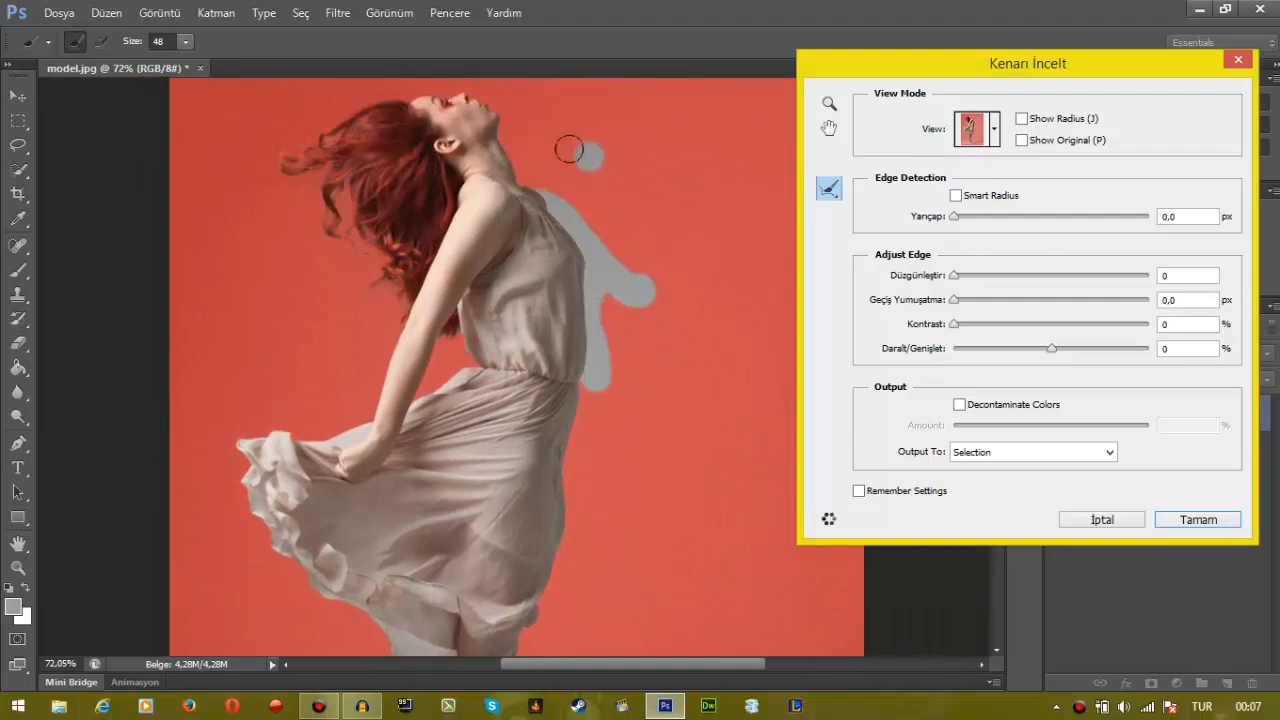 Ps Dosya Düzen Görüntü Katman Type Seç Filtre Görünüm Pencere Yardım
Size: 48
Essentials
model.jpg @ 72% (RGB/8#) * ×
Kenarı İncelt
View Mode
View:
Show Radius (J)
Show Original (P)
Edge Detection
Smart Radius
Yarıçap: 0,0 px
Adjust Edge
Düzgünleştir: 0
Geçiş Yumuşatma: 0,0 px
Kontrast: 0 %
Daralt/Genişlet: 0 %
Output
Decontaminate Colors
Amount: %
Output To: Selection
Remember Settings
İptal Tamam
72,05% Belge: 4,28M/4,28M
Mini Bridge Animasyon
Ps Dw TUR 00:07